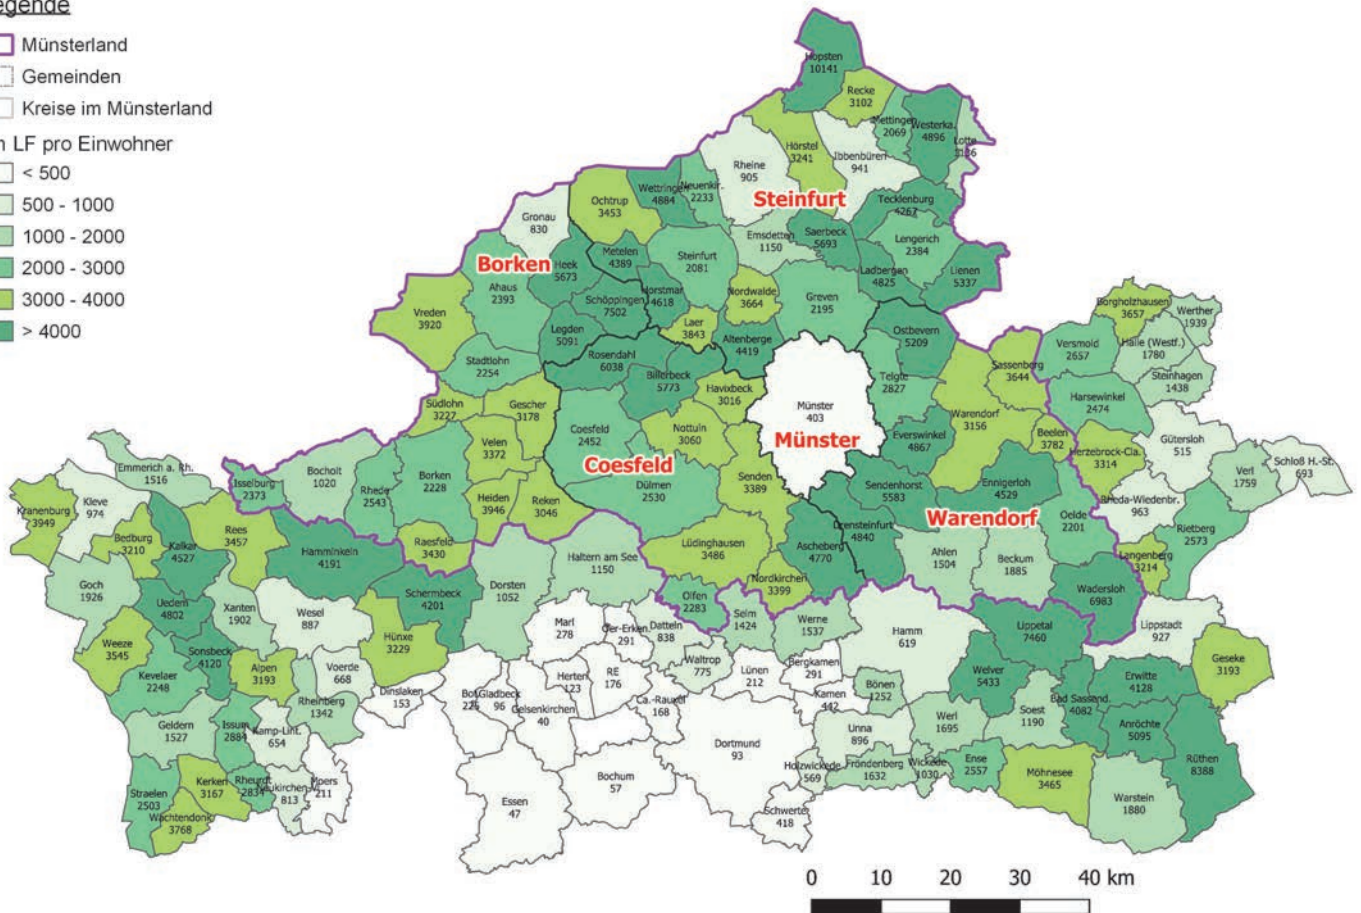 egende
Münsterland
Gemeinden
Kreise im Münsterland
LF pro Einwohner
< 500
500 - 1000
1000 - 2000
2000 - 3000
3000 - 4000
> 4000
Hopsten
10141
Recke
3102
Mettingen
2069
Westerka.
4896
Lotte
Hörstel
3241
Ibbenbüren
941
Rheine
905
Neuenkir.
2233
Wettringen
4884
Ochtrup
3453
Steinfurt
Tecklenburg
4267
Gronau
830
Emsdetten
1150
Saerbeck
5693
Lengerich
2384
Metelen
4389
Steinfurt
2081
Borken
Heek
5673
Ladbergen
4825
Lienen
5337
Ahaus
2393
Schöppingen
7502
Horstmar
4618
Nordwalde
3664
Greven
2195
Vreden
3920
Legden
5091
Laer
3843
Altenberge
4419
Ostbevern
5209
Borgholzhausen
3657
Werther
1939
Versmold
2657
Halle (Westf.)
1780
Stadtlohn
2254
Rosendahl
6038
Billerbeck
5773
Havixbeck
3016
Telgte
2827
Sassenberg
3644
Steinhagen
1438
Südlohn
3227
Gescher
3178
Coesfeld
2452
Nottuln
3060
Münster
403
Münster
Warendorf
3156
Harsewinkel
2474
Everswinkel
4867
Beelen
3782
Velen
3372
Herzebrock-Cla.
3314
Gütersloh
515
Schloß H.-St.
693
Verl
1759
Emmerich a. Rh.
1516
Bocholt
1020
Isselburg
2373
Rhede
2543
Borken
2228
Coesfeld
Dülmen
2530
Senden
3389
Sendenhorst
5583
Ennigerloh
4529
Kleve
974
Kranenburg
3949
Heiden
3946
Reken
3046
Rheda-Wiedenbr.
963
Warendorf
Oelde
2201
Rietberg
2573
Bedburg
3210
Kalkar
4527
Rees
3457
Hamminkeln
4191
Raesfeld
3430
Lüdinghausen
3486
Ascheberg
4770
Drensteinfurt
4840
Ahlen
1504
Beckum
1885
Langenberg
3214
Haltern am See
1150
Goch
1926
Dorsten
1052
Nordkirchen
3399
Wadersloh
6983
Schermbeck
4201
Olfen
2283
Uedem
4802
Xanten
1902
Wesel
887
Selm
1424
Werne
1537
Hamm
619
Lippetal
7460
Lippstadt
927
Weeze
3545
Hünxe
3229
Marl
278
Oer-Erken.
291
Datteln
838
Sonsbeck
4120
Alpen
3193
Voerde
668
Waltrop
775
Lünen
212
Bergkamen
291
Geseke
3193
Kevelaer
2248
Herten
123
RE
176
Welver
5433
Erwitte
4128
Dinslaken
153
Bot.
225
Gladbeck
96
Gelsenkirchen
40
Ca.-Rauxel
168
Kamen
442
Bönen
1252
Bad Sassend.
4082
Rheinberg
1342
Soest
1190
Geldern
1527
Issum
2884
Kamp-Linf.
654
Werl
1695
Anröchte
5095
Unna
896
Dortmund
93
Rüthen
8388
Holzwickede
569
Fröndenberg
1632
Wickede
1030
Ense
2557
Möhnesee
3465
Bochum
57
Straelen
2503
Kerken
3167
Rheurdt
2834
Neukirchen
813
Moers
211
Warstein
1880
Essen
47
Wachtendonk
3768
Schwerte
418
0 10 20 30 40 km